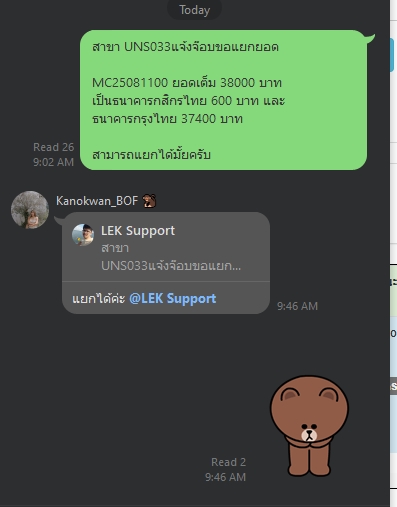 Today
สาขา UNS033แจ้งจ๊อบขอแยกยอด
MC25081100 ยอดเต็ม 38000 บาท
เป็นธนาคารกสิกรไทย 600 บาท และ
ธนาคารกรุงไทย 37400 บาท
สามารถแยกได้มั้ยครับ
Read 26
9:02 AM
Kanokwan_BOF
LEK Support
สาขา
UNS033แจ้งจ๊อบขอแยก...
แยกได้ค่ะ @LEK Support
9:46 AM
Read 2
9:46 AM